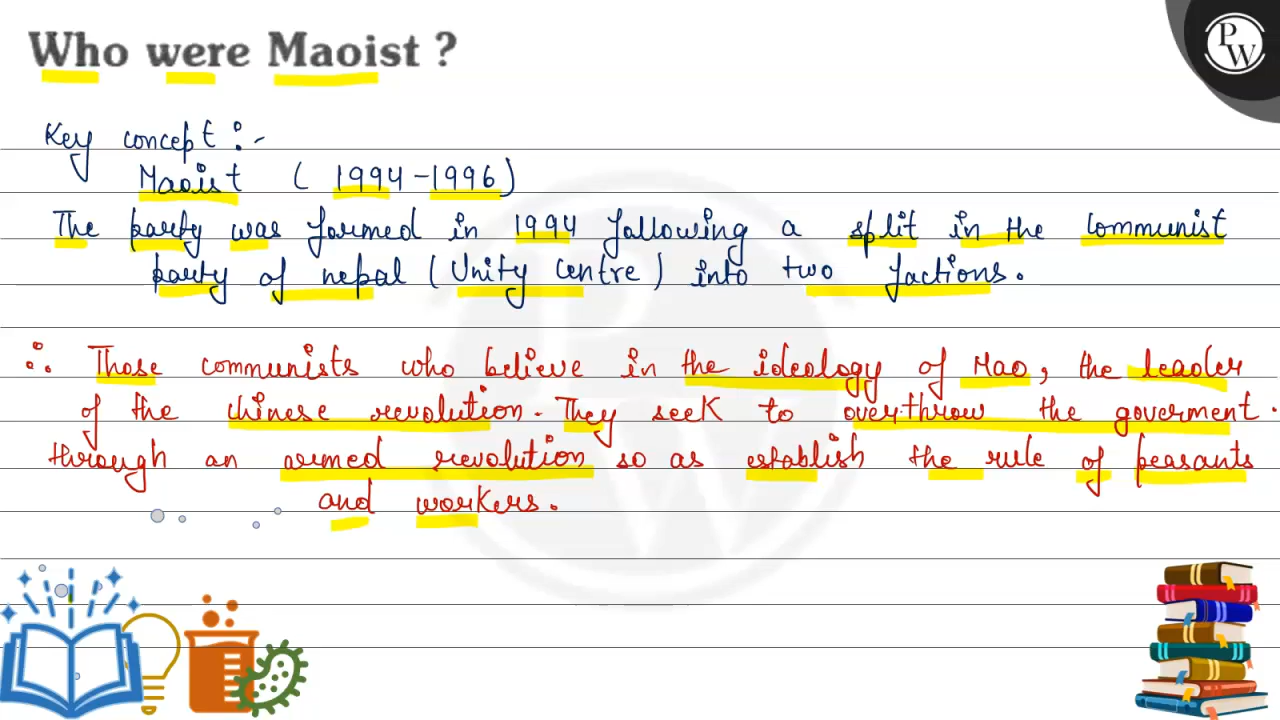 Who were Maoist ?
PW
Key concept :-
Maoist ( 1994 - 1996 )
The party was formed in 1994 following a split in the communist
party of nepal ( Unity Centre ) into two factions .
∴ Those communists who believe in the ideology of Mao, the leader
of the chinese revolution . They seek to overthrow the goverment .
through an armed revolution so as establish the rule of peasants
and workers .